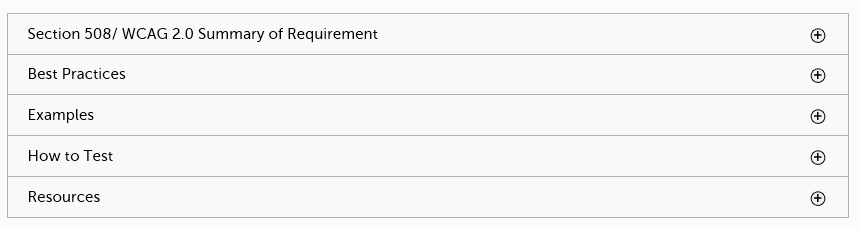 Section 508/ WCAG 2.0 Summary of Requirement
Best Practices
Examples
How to Test
Resources